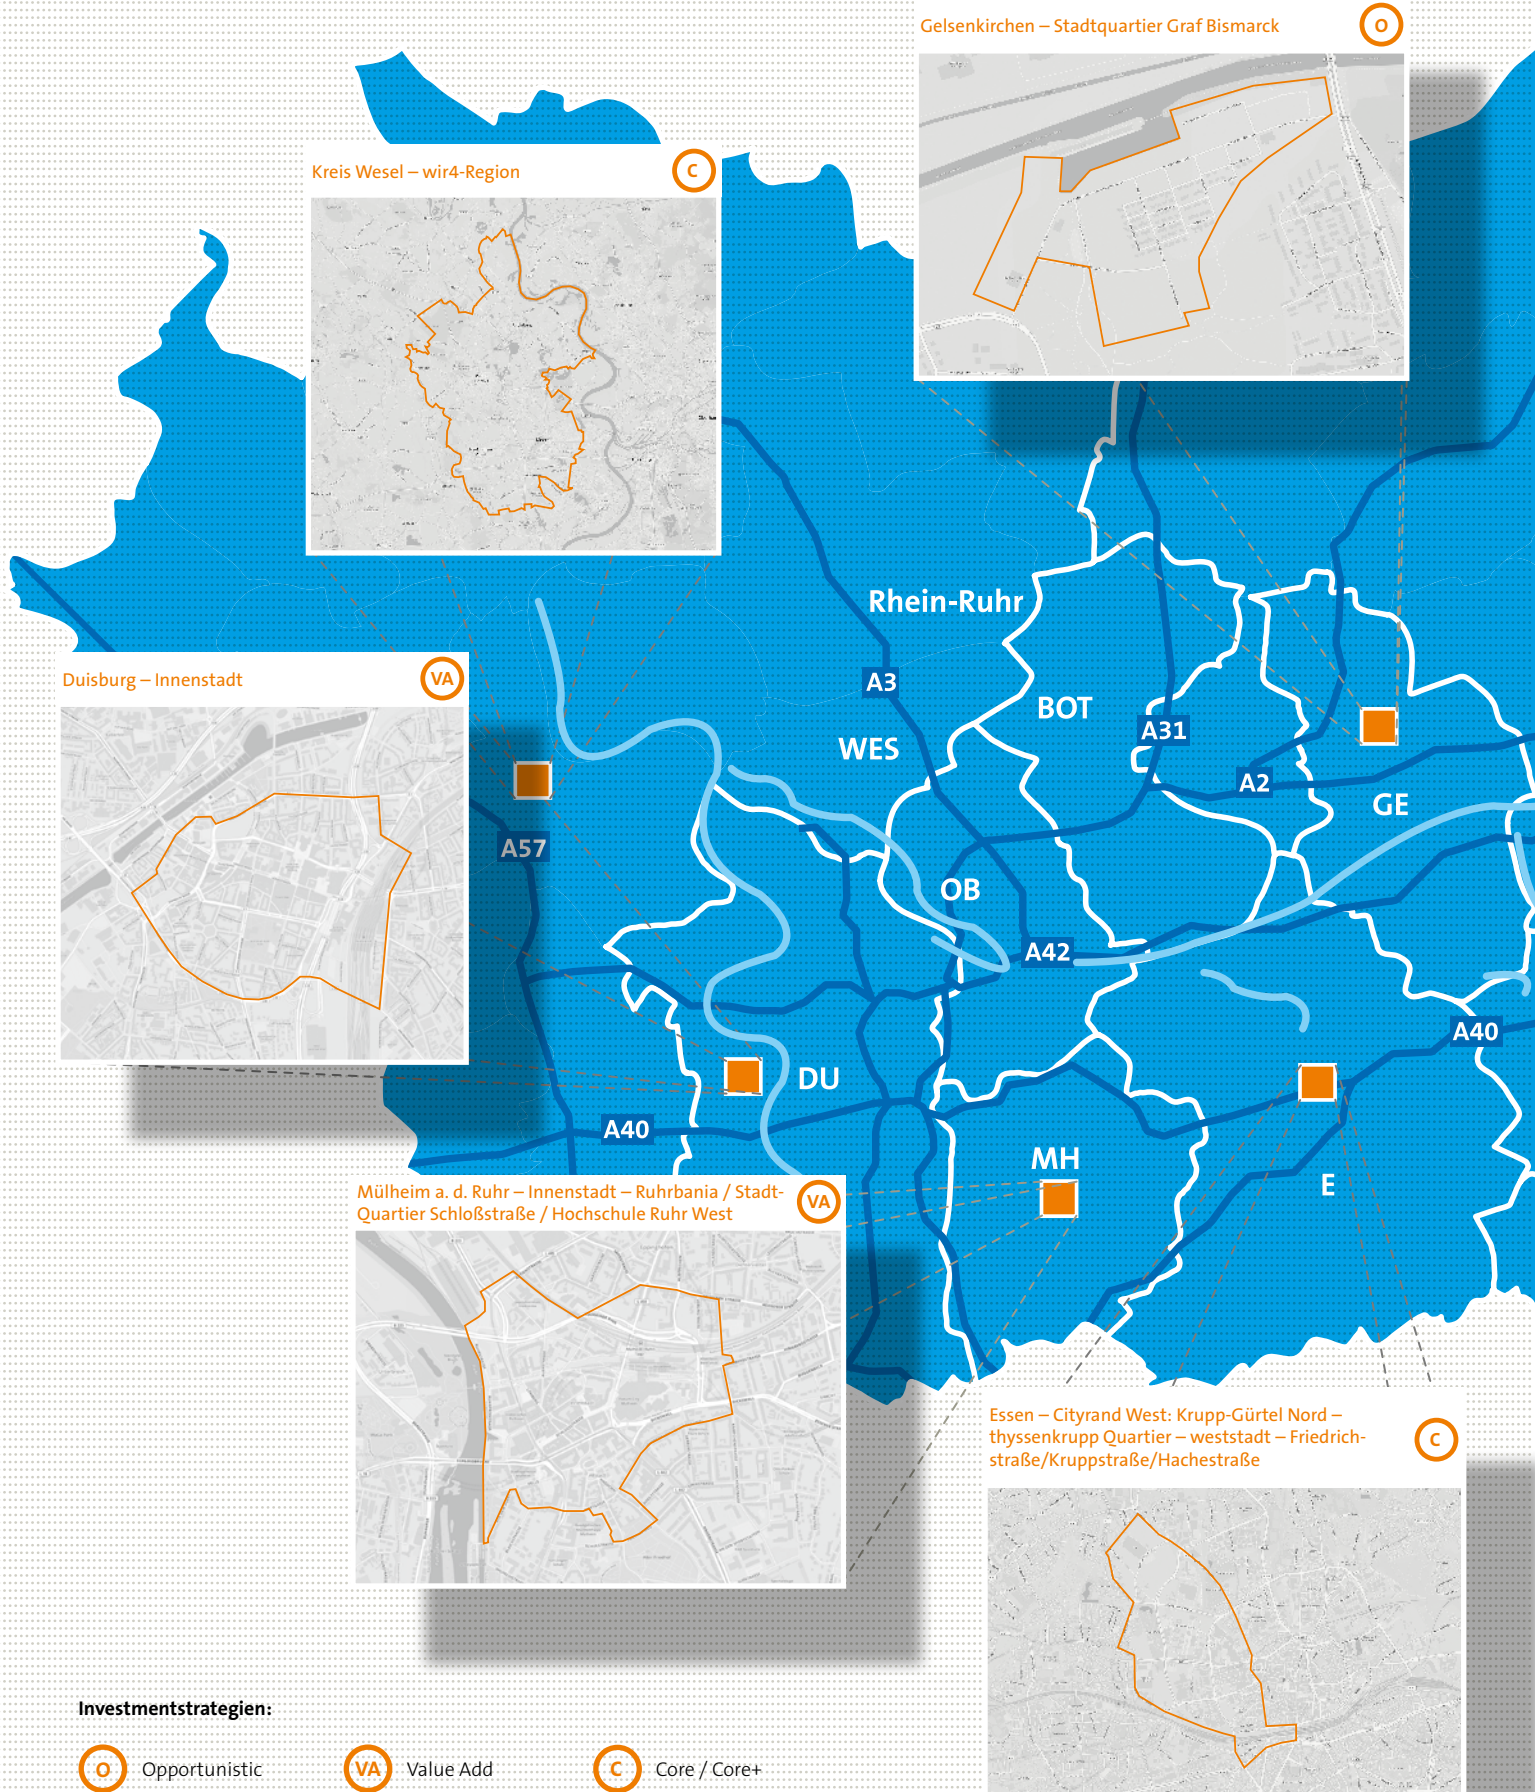 Gelsenkirchen – Stadtquartier Graf Bismarck
O
Kreis Wesel – wir4-Region
C
Rhein-Ruhr
Duisburg – Innenstadt
VA
A3
BOT
A31
WES
A2
GE
A57
OB
A42
A40
DU
A40
MH
E
Mülheim a. d. Ruhr – Innenstadt – Ruhrbania / Stadt-
Quartier Schloßstraße / Hochschule Ruhr West
VA
Essen – Cityrand West: Krupp-Gürtel Nord –
thyssenkrupp Quartier – weststadt – Friedrich-
straße/Kruppstraße/Hachestraße
C
Investmentstrategien:
O Opportunistic
VA Value Add
C Core / Core+